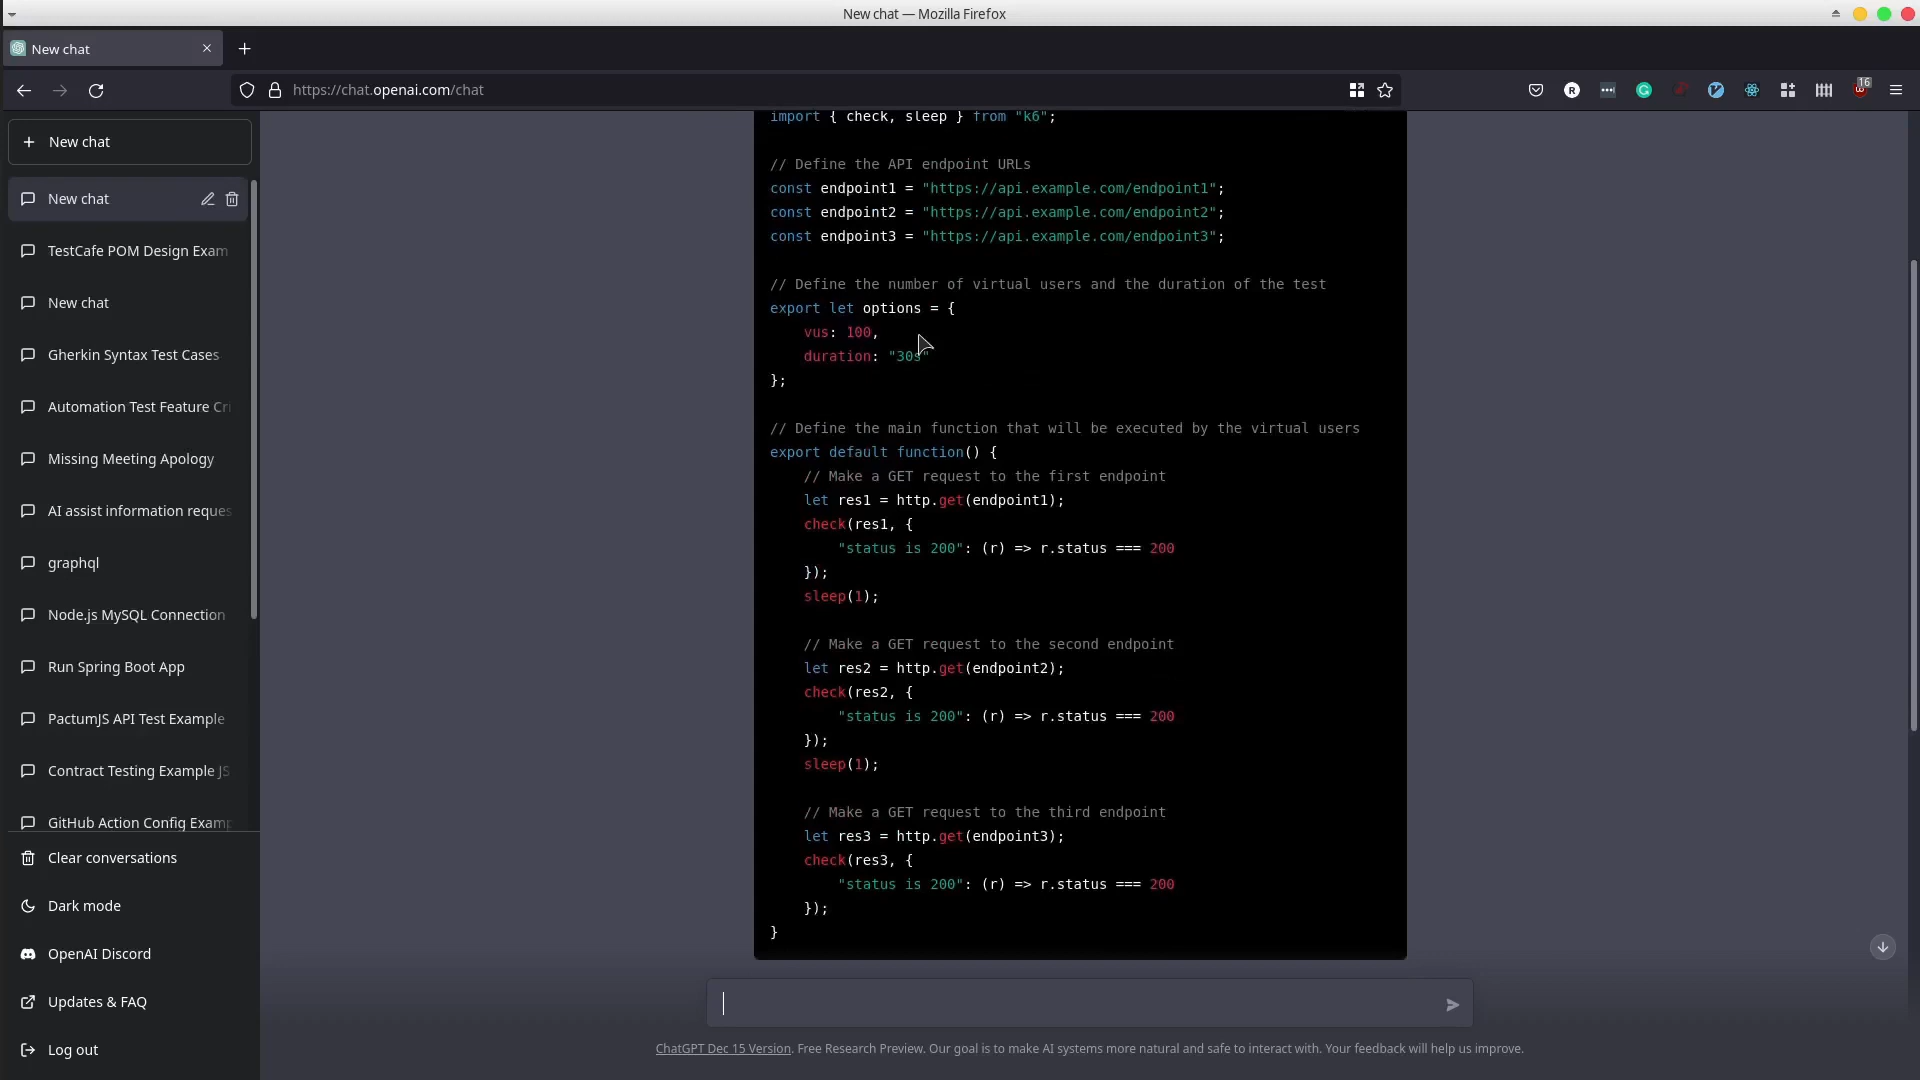 New chat — Mozilla Firefox
New chat
https://chat.openai.com/chat
16
New chat
New chat
TestCafe POM Design Exam
New chat
Gherkin Syntax Test Cases
Automation Test Feature Cr
Missing Meeting Apology
AI assist information reques
graphql
Node.js MySQL Connection
Run Spring Boot App
PactumJS API Test Example
Contract Testing Example JS
GitHub Action Config Examp
Clear conversations
Dark mode
OpenAI Discord
Updates & FAQ
Log out
import { check, sleep } from "k6";
// Define the API endpoint URLs
const endpoint1 = "https://api.example.com/endpoint1";
const endpoint2 = "https://api.example.com/endpoint2";
const endpoint3 = "https://api.example.com/endpoint3";
// Define the number of virtual users and the duration of the test
export let options = {
    vus: 100,
    duration: "30s"
};
// Define the main function that will be executed by the virtual users
export default function() {
    // Make a GET request to the first endpoint
    let res1 = http.get(endpoint1);
    check(res1, {
        "status is 200": (r) => r.status === 200
    });
    sleep(1);
    // Make a GET request to the second endpoint
    let res2 = http.get(endpoint2);
    check(res2, {
        "status is 200": (r) => r.status === 200
    });
    sleep(1);
    // Make a GET request to the third endpoint
    let res3 = http.get(endpoint3);
    check(res3, {
        "status is 200": (r) => r.status === 200
    });
}
ChatGPT Dec 15 Version. Free Research Preview. Our goal is to make AI systems more natural and safe to interact with. Your feedback will help us improve.